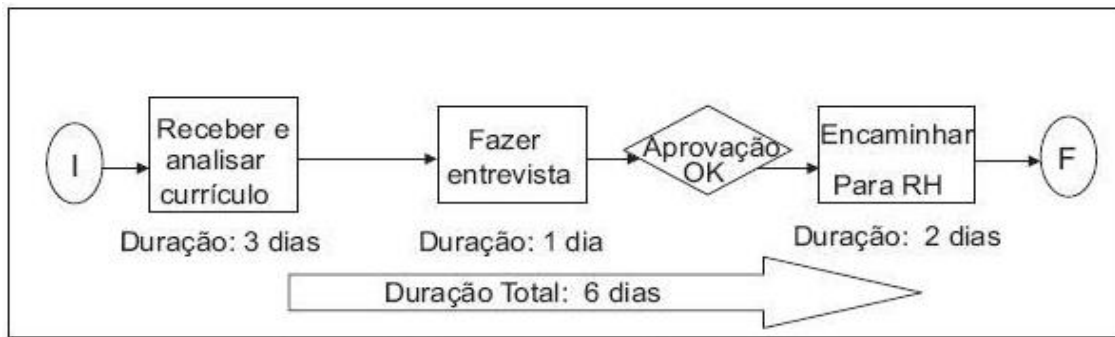 I
Receber e
analisar
currículo
Fazer
entrevista
Aprovação
OK
Encaminhar
Para RH
F
Duração: 3 dias
Duração: 1 dia
Duração: 2 dias
Duração Total: 6 dias